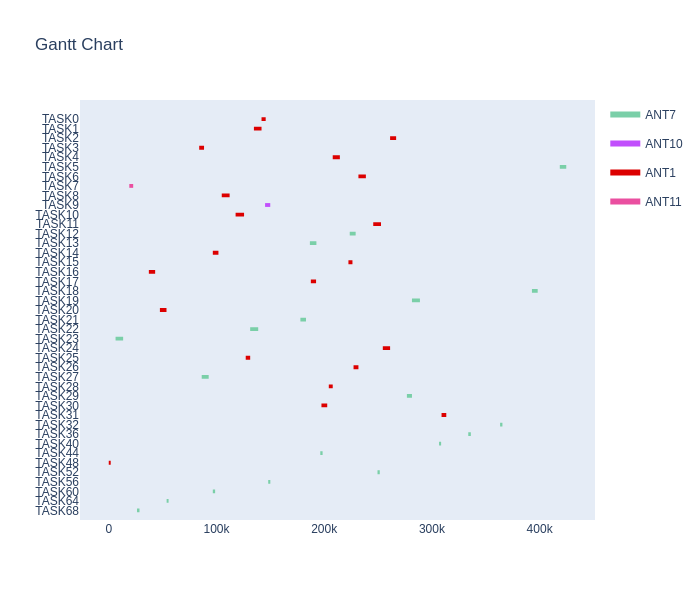 Gantt Chart
TASK0
TASK1
TASK2
TASK3
TASK4
TASK5
TASK6
TASK7
TASK8
TASK9
TASK10
TASK11
TASK12
TASK13
TASK14
TASK15
TASK16
TASK17
TASK18
TASK19
TASK20
TASK21
TASK22
TASK23
TASK24
TASK25
TASK26
TASK27
TASK28
TASK29
TASK30
TASK31
TASK32
TASK36
TASK40
TASK44
TASK48
TASK52
TASK56
TASK60
TASK64
TASK68
0 100k 200k 300k 400k
ANT7
ANT10
ANT1
ANT11